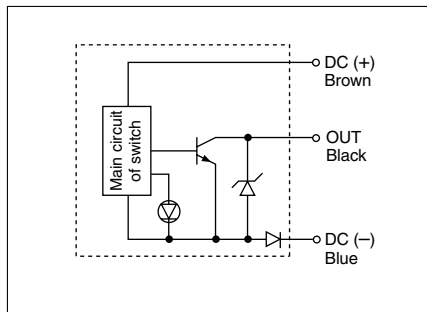 DC (+)
Brown
Main circuit
of switch
OUT
Black
DC (–)
Blue